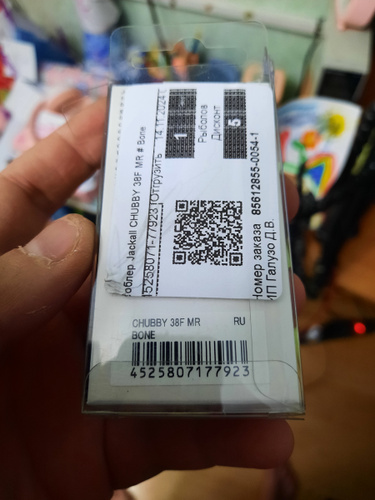 Воблер Jackall CHUBBY 38F MR # Bone
4525807177923 Отгрузить 14.11.2024
1
Рыболов
Дисконт
5
Номер заказа 85612855-0054-1
ИП Галузо Д.В.
CHUBBY 38F MR RU
BONE
4525807177923